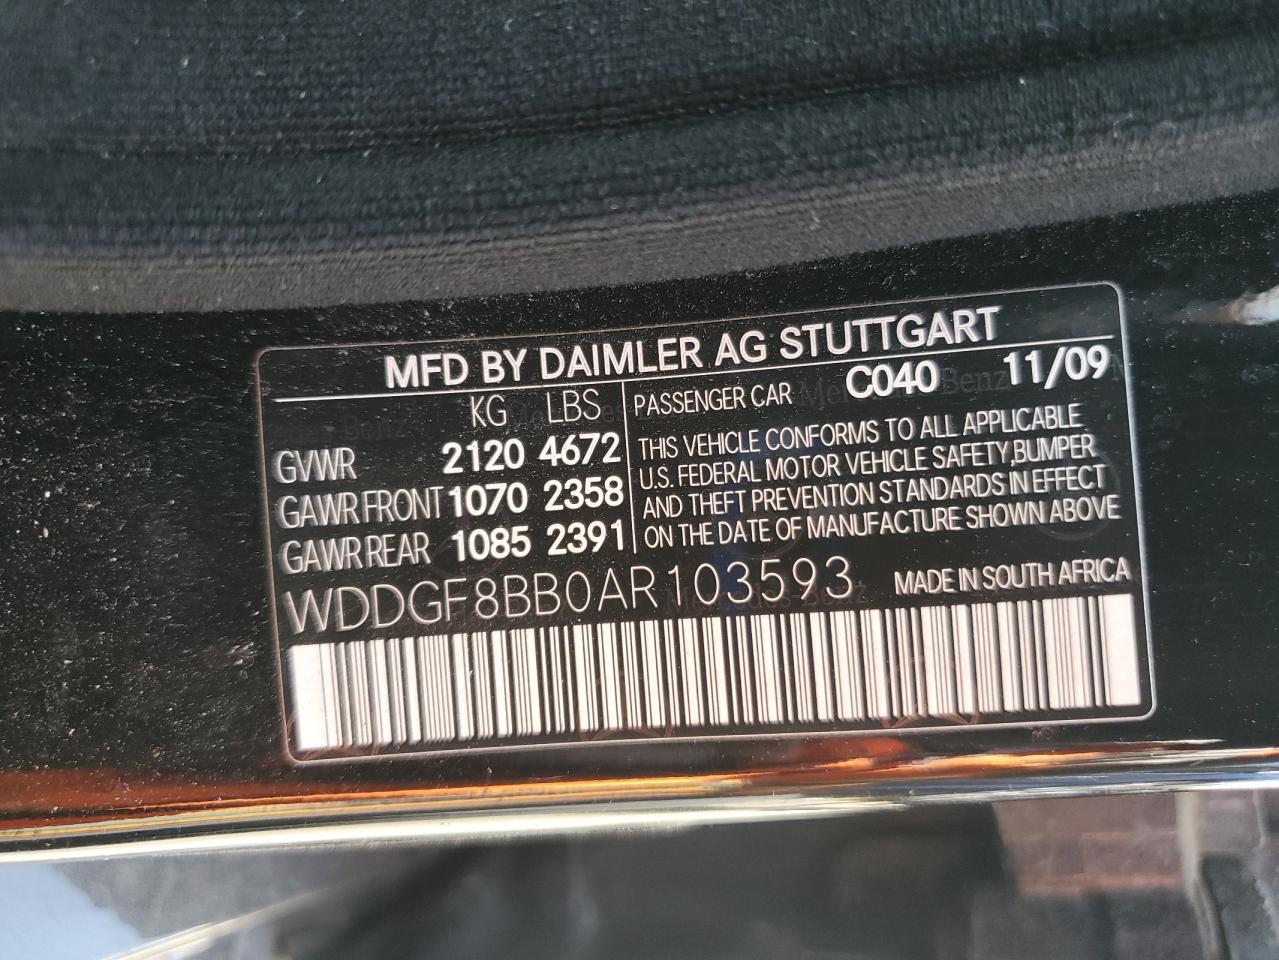 MFD BY DAIMLER AG STUTTGART
KG LBS
GVWR 2120 4672
GAWR FRONT 1070 2358
GAWR REAR 1085 2391
PASSENGER CAR C040 11/09
THIS VEHICLE CONFORMS TO ALL APPLICABLE
U.S. FEDERAL MOTOR VEHICLE SAFETY,BUMPER
AND THEFT PREVENTION STANDARDS IN EFFECT
ON THE DATE OF MANUFACTURE SHOWN ABOVE
WDDGF8BB0AR103593 MADE IN SOUTH AFRICA